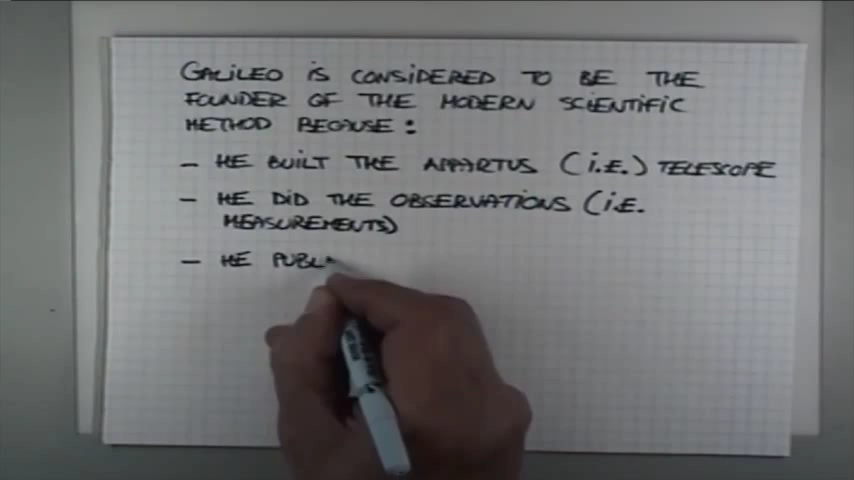 GALILEO IS CONSIDERED TO BE THE
FOUNDER OF THE MODERN SCIENTIFIC
METHOD BECAUSE:
- HE BUILT THE APPARTUS (i.E.) TELESCOPE
- HE DID THE OBSERVATIONS (i.E.
MEASUREMENTS)
- HE PUBL